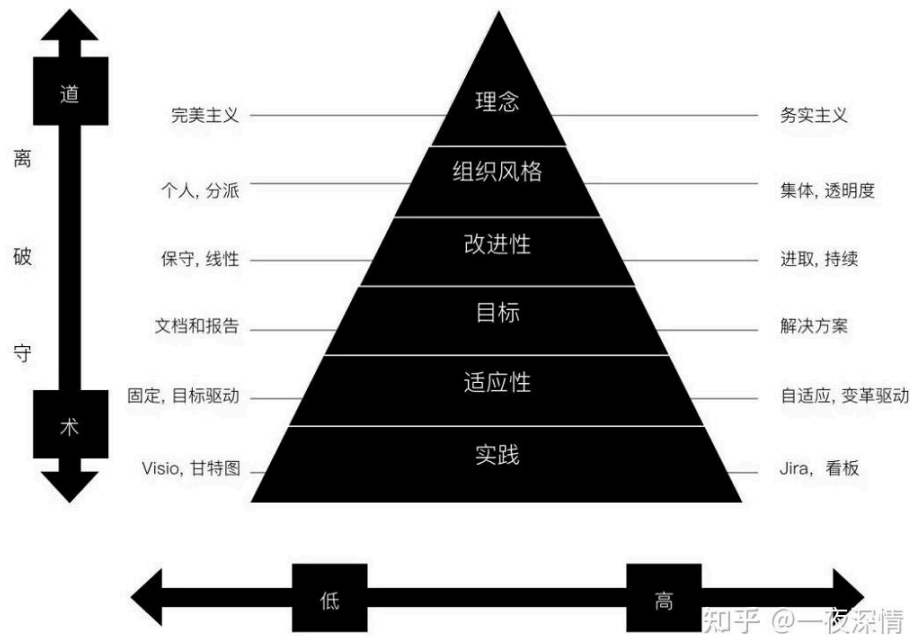 道
理念
完美主义
务实主义
离
组织风格
个人, 分派
集体, 透明度
破
改进性
保守, 线性
进取, 持续
目标
文档和报告
解决方案
守
适应性
固定, 目标驱动
自适应, 变革驱动
术
实践
Visio, 甘特图
Jira, 看板
低
高
知乎 @一夜深情